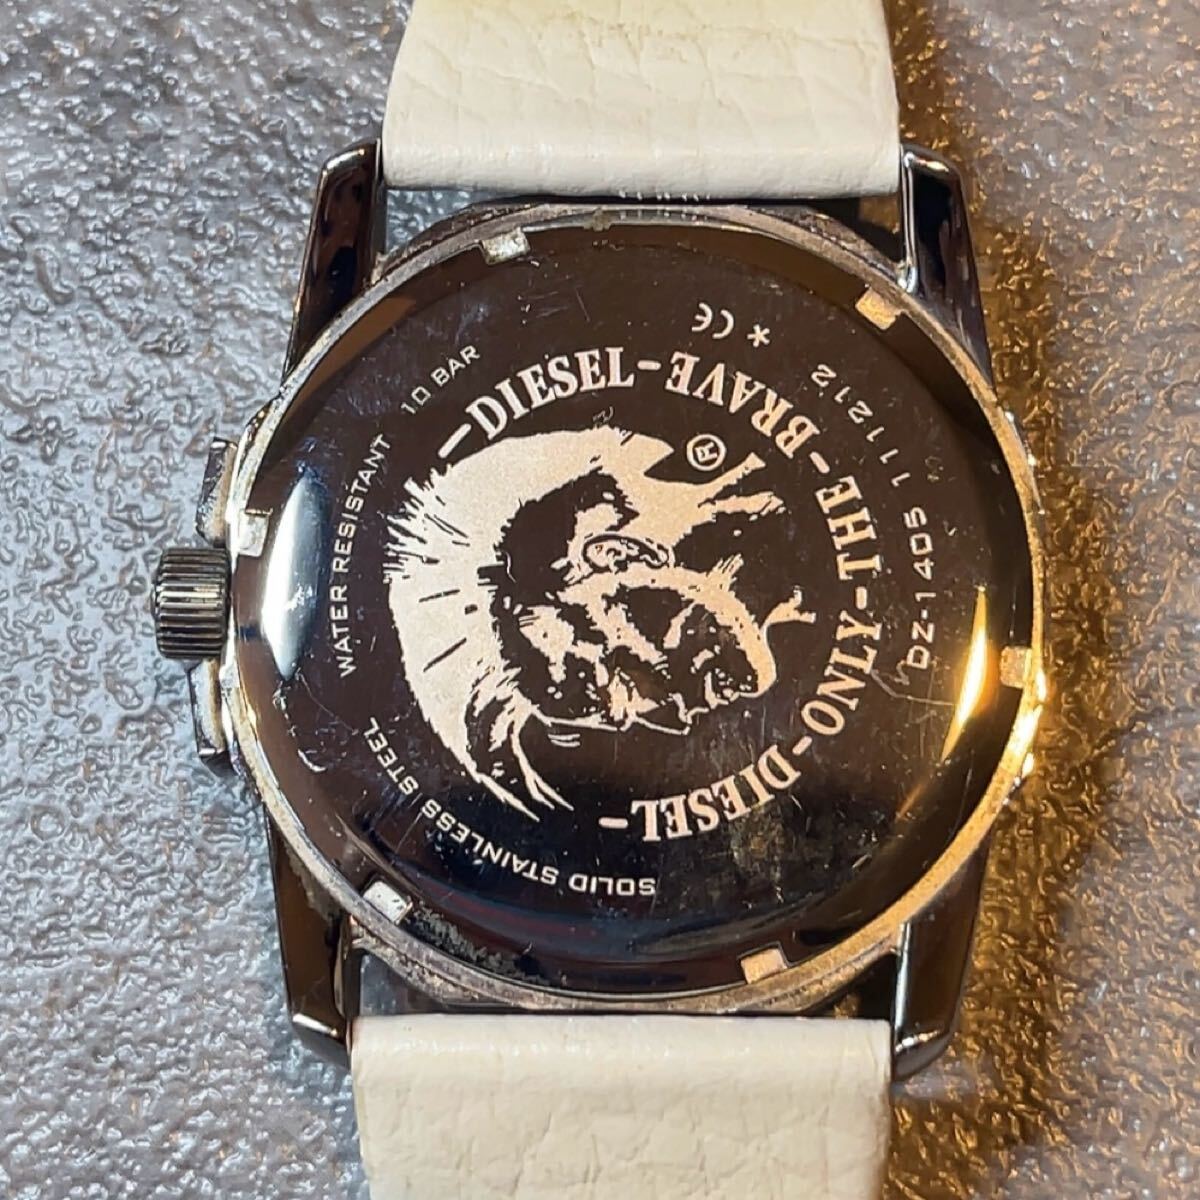 -DIESEL-BRAVE-THE-ONLY-DIESEL-
®
* CE
DZ-1405 111212
10 BAR
WATER RESISTANT
SOLID STAINLESS STEEL